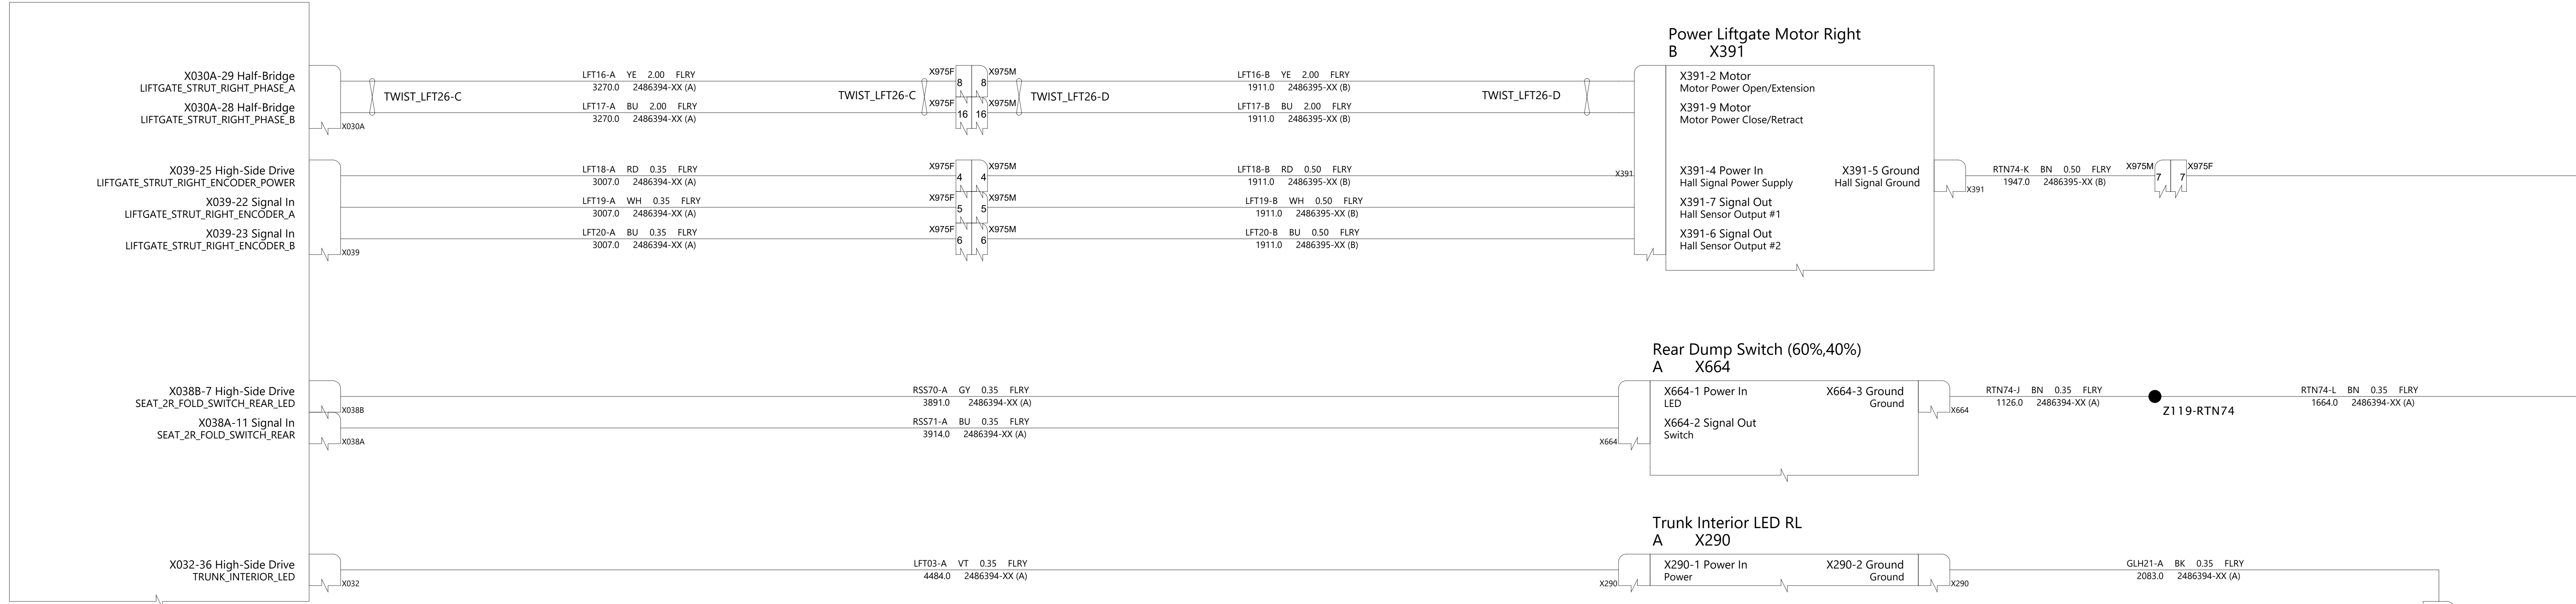 Power Liftgate Motor Right
B X391
X030A-29 Half-Bridge
LIFTGATE_STRUT_RIGHT_PHASE_A
X030A-28 Half-Bridge
LIFTGATE_STRUT_RIGHT_PHASE_B
X030A
TWIST_LFT26-C
LFT16-A YE 2.00 FLRY
3270.0 2486394-XX (A)
LFT17-A BU 2.00 FLRY
3270.0 2486394-XX (A)
TWIST_LFT26-C
X975F 8 8 X975M
X975F 16 16 X975M
TWIST_LFT26-D
LFT16-B YE 2.00 FLRY
1911.0 2486395-XX (B)
LFT17-B BU 2.00 FLRY
1911.0 2486395-XX (B)
TWIST_LFT26-D
X391-2 Motor
Motor Power Open/Extension
X391-9 Motor
Motor Power Close/Retract
X039-25 High-Side Drive
LIFTGATE_STRUT_RIGHT_ENCODER_POWER
X039-22 Signal In
LIFTGATE_STRUT_RIGHT_ENCODER_A
X039-23 Signal In
LIFTGATE_STRUT_RIGHT_ENCODER_B
X039
LFT18-A RD 0.35 FLRY
3007.0 2486394-XX (A)
LFT19-A WH 0.35 FLRY
3007.0 2486394-XX (A)
LFT20-A BU 0.35 FLRY
3007.0 2486394-XX (A)
X975F 4 4 X975M
X975F 5 5 X975M
X975F 6 6 X975M
LFT18-B RD 0.50 FLRY
1911.0 2486395-XX (B)
LFT19-B WH 0.50 FLRY
1911.0 2486395-XX (B)
LFT20-B BU 0.50 FLRY
1911.0 2486395-XX (B)
X391
X391-4 Power In
Hall Signal Power Supply
X391-7 Signal Out
Hall Sensor Output #1
X391-6 Signal Out
Hall Sensor Output #2
X391-5 Ground
Hall Signal Ground
X391
RTN74-K BN 0.50 FLRY
1947.0 2486395-XX (B)
X975M 7 7 X975F
Rear Dump Switch (60%,40%)
A X664
X038B-7 High-Side Drive
SEAT_2R_FOLD_SWITCH_REAR_LED
X038B
X038A-11 Signal In
SEAT_2R_FOLD_SWITCH_REAR
X038A
RSS70-A GY 0.35 FLRY
3891.0 2486394-XX (A)
RSS71-A BU 0.35 FLRY
3914.0 2486394-XX (A)
X664
X664-1 Power In
LED
X664-2 Signal Out
Switch
X664-3 Ground
Ground
X664
RTN74-J BN 0.35 FLRY
1126.0 2486394-XX (A)
Z119-RTN74
RTN74-L BN 0.35 FLRY
1664.0 2486394-XX (A)
Trunk Interior LED RL
A X290
X032-36 High-Side Drive
TRUNK_INTERIOR_LED
X032
LFT03-A VT 0.35 FLRY
4484.0 2486394-XX (A)
X290
X290-1 Power In
Power
X290-2 Ground
Ground
X290
GLH21-A BK 0.35 FLRY
2083.0 2486394-XX (A)